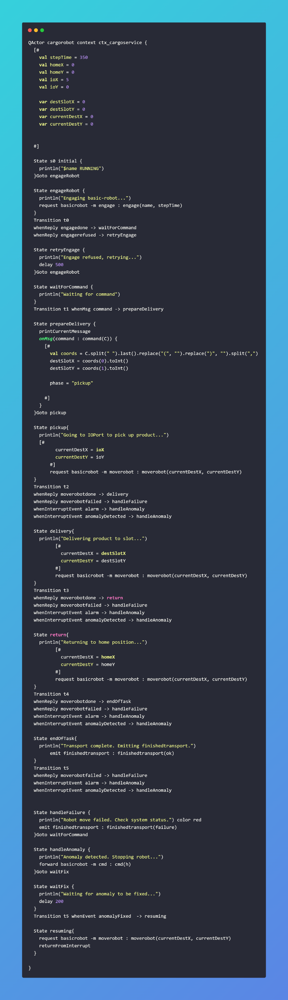 QActor cargorobot context ctx_cargoservice {
  [#
    val stepTime = 350
    val homeX = 0
    val homeY = 0
    val ioX = 5
    val ioY = 0

    var destSlotX = 0
    var destSlotY = 0
    var currentDestX = 0
    var currentDestY = 0


  #]

  State s0 initial {
    println("$name RUNNING")
  }Goto engageRobot

  State engageRobot {
    println("Engaging basic-robot...")
    request basicrobot -m engage : engage(name, stepTime)
  }
  Transition t0
  whenReply engagedone -> waitForCommand
  whenReply engagerefused -> retryEngage

  State retryEngage {
    println("Engage refused, retrying...")
    delay 500
  }Goto engageRobot

  State waitForCommand {
    println("Waiting for command")
  }
  Transition t1 whenMsg command -> prepareDelivery

  State prepareDelivery {
    printCurrentMessage
    onMsg(command : command(C)) {
      [#
        val coords = C.split(" ").last().replace("(", "").replace(")", "").split(",")
        destSlotX = coords(0).toInt()
        destSlotY = coords(1).toInt()

        phase = "pickup"

      #]
    }
  }Goto pickup

  State pickup{
    println("Going to IOPort to pick up product...")
    [#
          currentDestX = ioX
          currentDestY = ioY
        #]
        request basicrobot -m moverobot : moverobot(currentDestX, currentDestY)
  }
  Transition t2
  whenReply moverobotdone -> delivery
  whenReply moverobotfailed -> handleFailure
  whenInterruptEvent alarm -> handleAnomaly
  whenInterruptEvent anomalyDetected -> handleAnomaly

  State delivery{
    println("Delivering product to slot...")
          [#
            currentDestX = destSlotX
            currentDestY = destSlotY
          #]
          request basicrobot -m moverobot : moverobot(currentDestX, currentDestY)
  }
  Transition t3
  whenReply moverobotdone -> return
  whenReply moverobotfailed -> handleFailure
  whenInterruptEvent alarm -> handleAnomaly
  whenInterruptEvent anomalyDetected -> handleAnomaly

  State return{
    println("Returning to home position...")
          [#
            currentDestX = homeX
            currentDestY = homeY
          #]
          request basicrobot -m moverobot : moverobot(currentDestX, currentDestY)
  }
  Transition t4
  whenReply moverobotdone -> endOfTask
  whenReply moverobotfailed -> handleFailure
  whenInterruptEvent alarm -> handleAnomaly
  whenInterruptEvent anomalyDetected -> handleAnomaly

  State endOfTask{
    println("Transport complete. Emitting finishedtransport.")
        emit finishedtransport : finishedtransport(ok)
  }
  Transition t5
  whenReply moverobotfailed -> handleFailure
  whenInterruptEvent alarm -> handleAnomaly
  whenInterruptEvent anomalyDetected -> handleAnomaly


  State handleFailure {
    println("Robot move failed. Check system status.") color red
    emit finishedtransport : finishedtransport(failure)
  }Goto waitForCommand

  State handleAnomaly {
    println("Anomaly detected. Stopping robot...")
    forward basicrobot -m cmd : cmd(h)
  }Goto waitFix

  State waitFix {
    println("Waiting for anomaly to be fixed...")
    delay 200
  }
  Transition t5 whenEvent anomalyFixed  -> resuming

  State resuming{
    request basicrobot -m moverobot : moverobot(currentDestX, currentDestY)
    returnFromInterrupt
  }

}